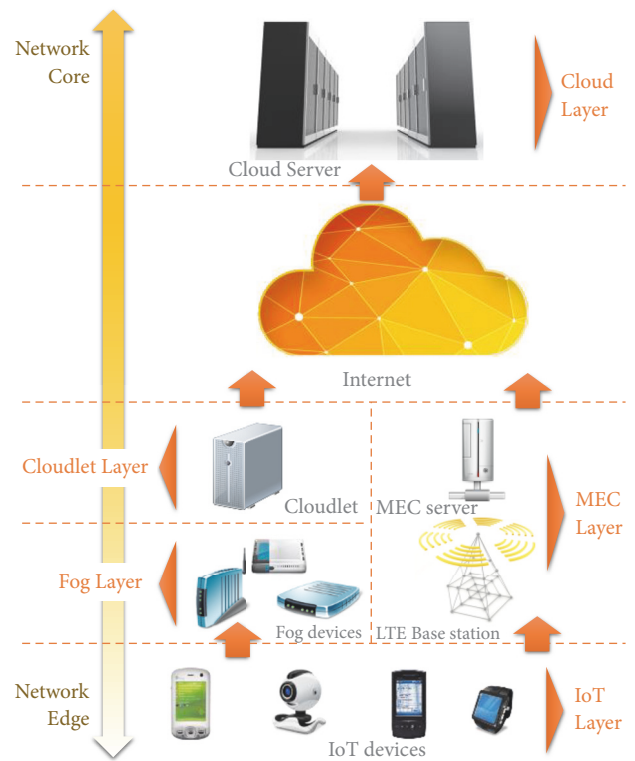 Network
Core
Cloud
Layer
Cloud Server
Internet
Cloudlet Layer
Cloudlet
MEC server
MEC
Layer
Fog Layer
Fog devices
LTE Base station
Network
Edge
IoT
Layer
IoT devices